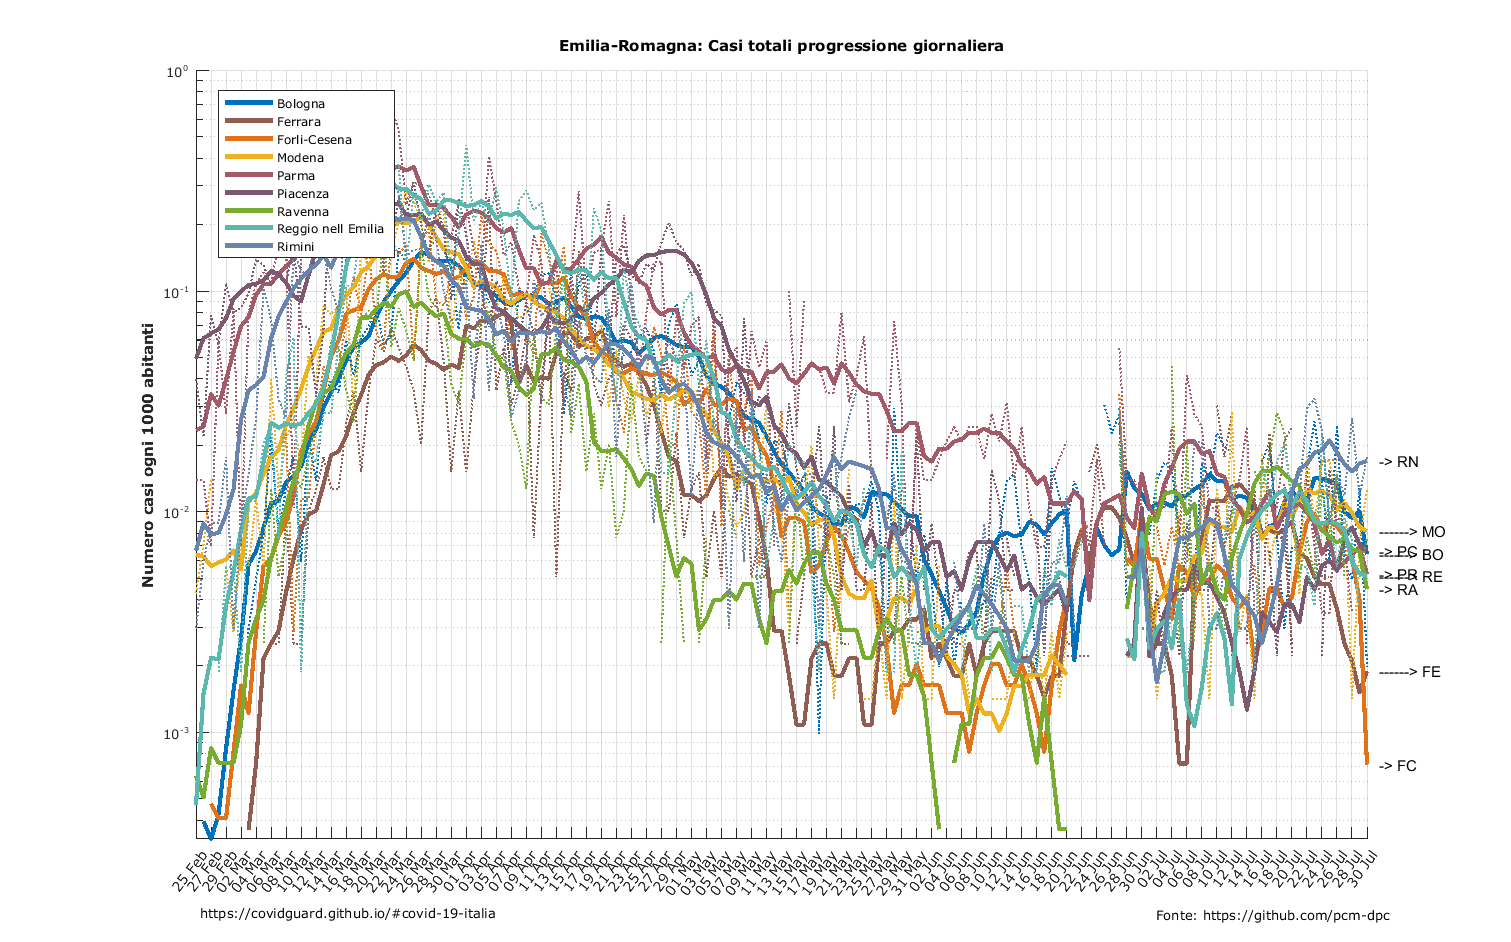 Emilia-Romagna: Casi totali progressione giornaliera
10⁰
10⁻¹
10⁻²
10⁻³
Numero casi ogni 1000 abitanti
Bologna
Ferrara
Forlì-Cesena
Modena
Parma
Piacenza
Ravenna
Reggio nell Emilia
Rimini
-> RN
------> MO
-> PC
------> BO
-> PR
------> RE
-> RA
------> FE
-> FC
25 Feb
27 Feb
29 Feb
02 Mar
04 Mar
06 Mar
08 Mar
10 Mar
12 Mar
14 Mar
16 Mar
18 Mar
20 Mar
22 Mar
24 Mar
26 Mar
28 Mar
30 Mar
01 Apr
03 Apr
05 Apr
07 Apr
09 Apr
11 Apr
13 Apr
15 Apr
17 Apr
19 Apr
21 Apr
23 Apr
25 Apr
27 Apr
29 Apr
01 May
03 May
05 May
07 May
09 May
11 May
13 May
15 May
17 May
19 May
21 May
23 May
25 May
27 May
29 May
31 May
02 Jun
04 Jun
06 Jun
08 Jun
10 Jun
12 Jun
14 Jun
16 Jun
18 Jun
20 Jun
22 Jun
24 Jun
26 Jun
28 Jun
30 Jun
02 Jul
04 Jul
06 Jul
08 Jul
10 Jul
12 Jul
14 Jul
16 Jul
18 Jul
20 Jul
22 Jul
24 Jul
26 Jul
28 Jul
30 Jul
https://covidguard.github.io/#covid-19-italia
Fonte: https://github.com/pcm-dpc